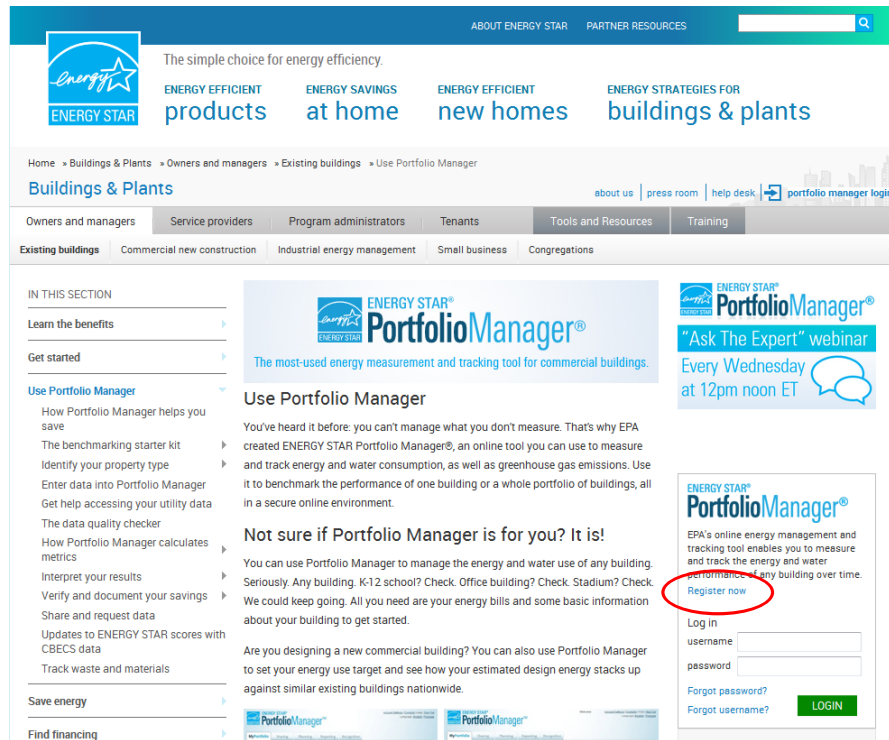 ABOUT ENERGY STAR PARTNER RESOURCES
The simple choice for energy efficiency.
energy
ENERGY STAR
ENERGY EFFICIENT
products
ENERGY SAVINGS
at home
ENERGY EFFICIENT
new homes
ENERGY STRATEGIES FOR
buildings & plants
Home » Buildings & Plants » Owners and managers » Existing buildings » Use Portfolio Manager
Buildings & Plants
about us | press room | help desk | portfolio manager login
Owners and managers Service providers Program administrators Tenants Tools and Resources Training
Existing buildings Commercial new construction Industrial energy management Small business Congregations
IN THIS SECTION
Learn the benefits
Get started
Use Portfolio Manager
How Portfolio Manager helps you
save
The benchmarking starter kit
Identify your property type
Enter data into Portfolio Manager
Get help accessing your utility data
The data quality checker
How Portfolio Manager calculates
metrics
Interpret your results
Verify and document your savings
Share and request data
Updates to ENERGY STAR scores with
CBECS data
Track waste and materials
Save energy
Find financing
energy
ENERGY STAR
ENERGY STAR®
PortfolioManager®
The most-used energy measurement and tracking tool for commercial buildings.
Use Portfolio Manager
You've heard it before: you can't manage what you don't measure. That's why EPA
created ENERGY STAR Portfolio Manager®, an online tool you can use to measure
and track energy and water consumption, as well as greenhouse gas emissions. Use
it to benchmark the performance of one building or a whole portfolio of buildings, all
in a secure online environment.
Not sure if Portfolio Manager is for you? It is!
You can use Portfolio Manager to manage the energy and water use of any building.
Seriously. Any building. K-12 school? Check. Office building? Check. Stadium? Check.
We could keep going. All you need are your energy bills and some basic information
about your building to get started.
Are you designing a new commercial building? You can also use Portfolio Manager
to set your energy use target and see how your estimated design energy stacks up
against similar existing buildings nationwide.
PortfolioManager™
PortfolioManager™
ENERGY STAR®
PortfolioManager®
"Ask The Expert" webinar
Every Wednesday
at 12pm noon ET
ENERGY STAR®
PortfolioManager®
EPA's online energy management and
tracking tool enables you to measure
and track the energy and water
performance of any building over time.
Register now
Log in
username
password
Forgot password?
Forgot username?
LOGIN